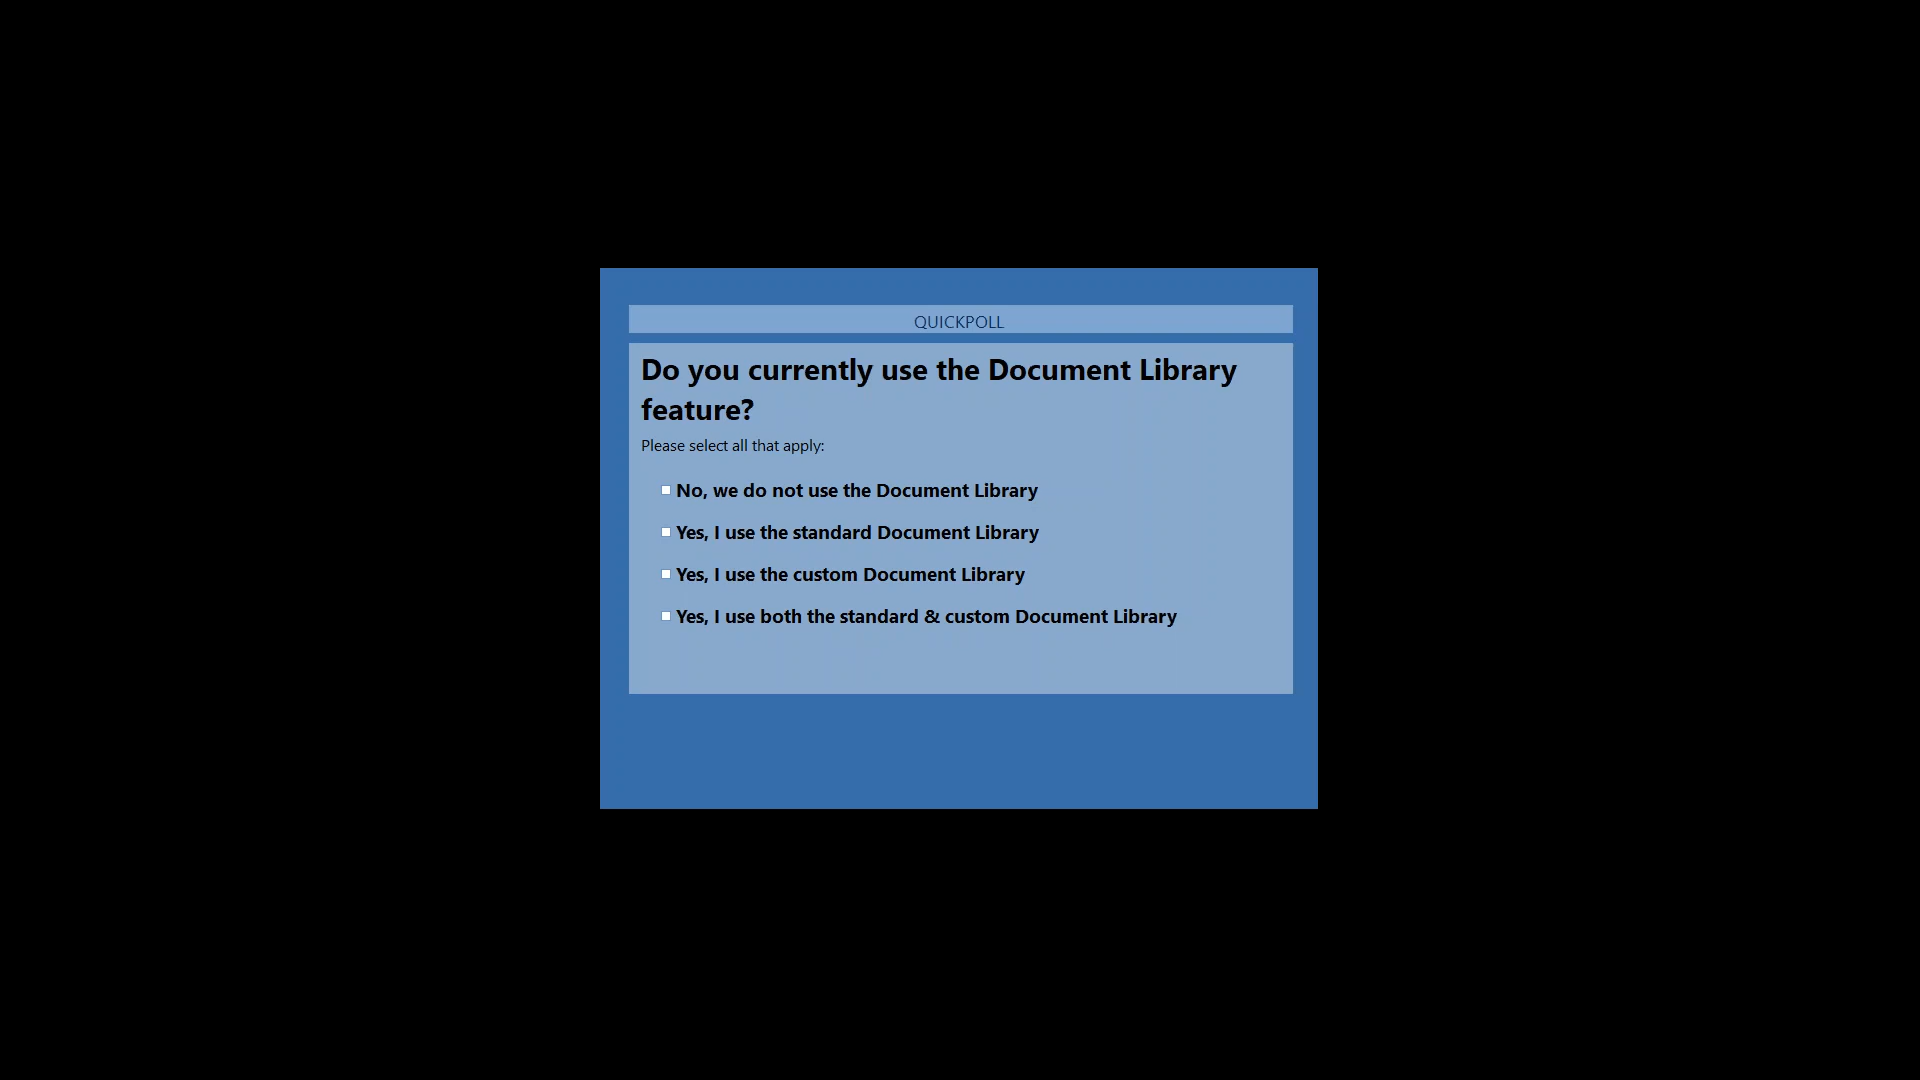 QUICKPOLL
Do you currently use the Document Library
feature?
Please select all that apply:
No, we do not use the Document Library
Yes, I use the standard Document Library
Yes, I use the custom Document Library
Yes, I use both the standard & custom Document Library